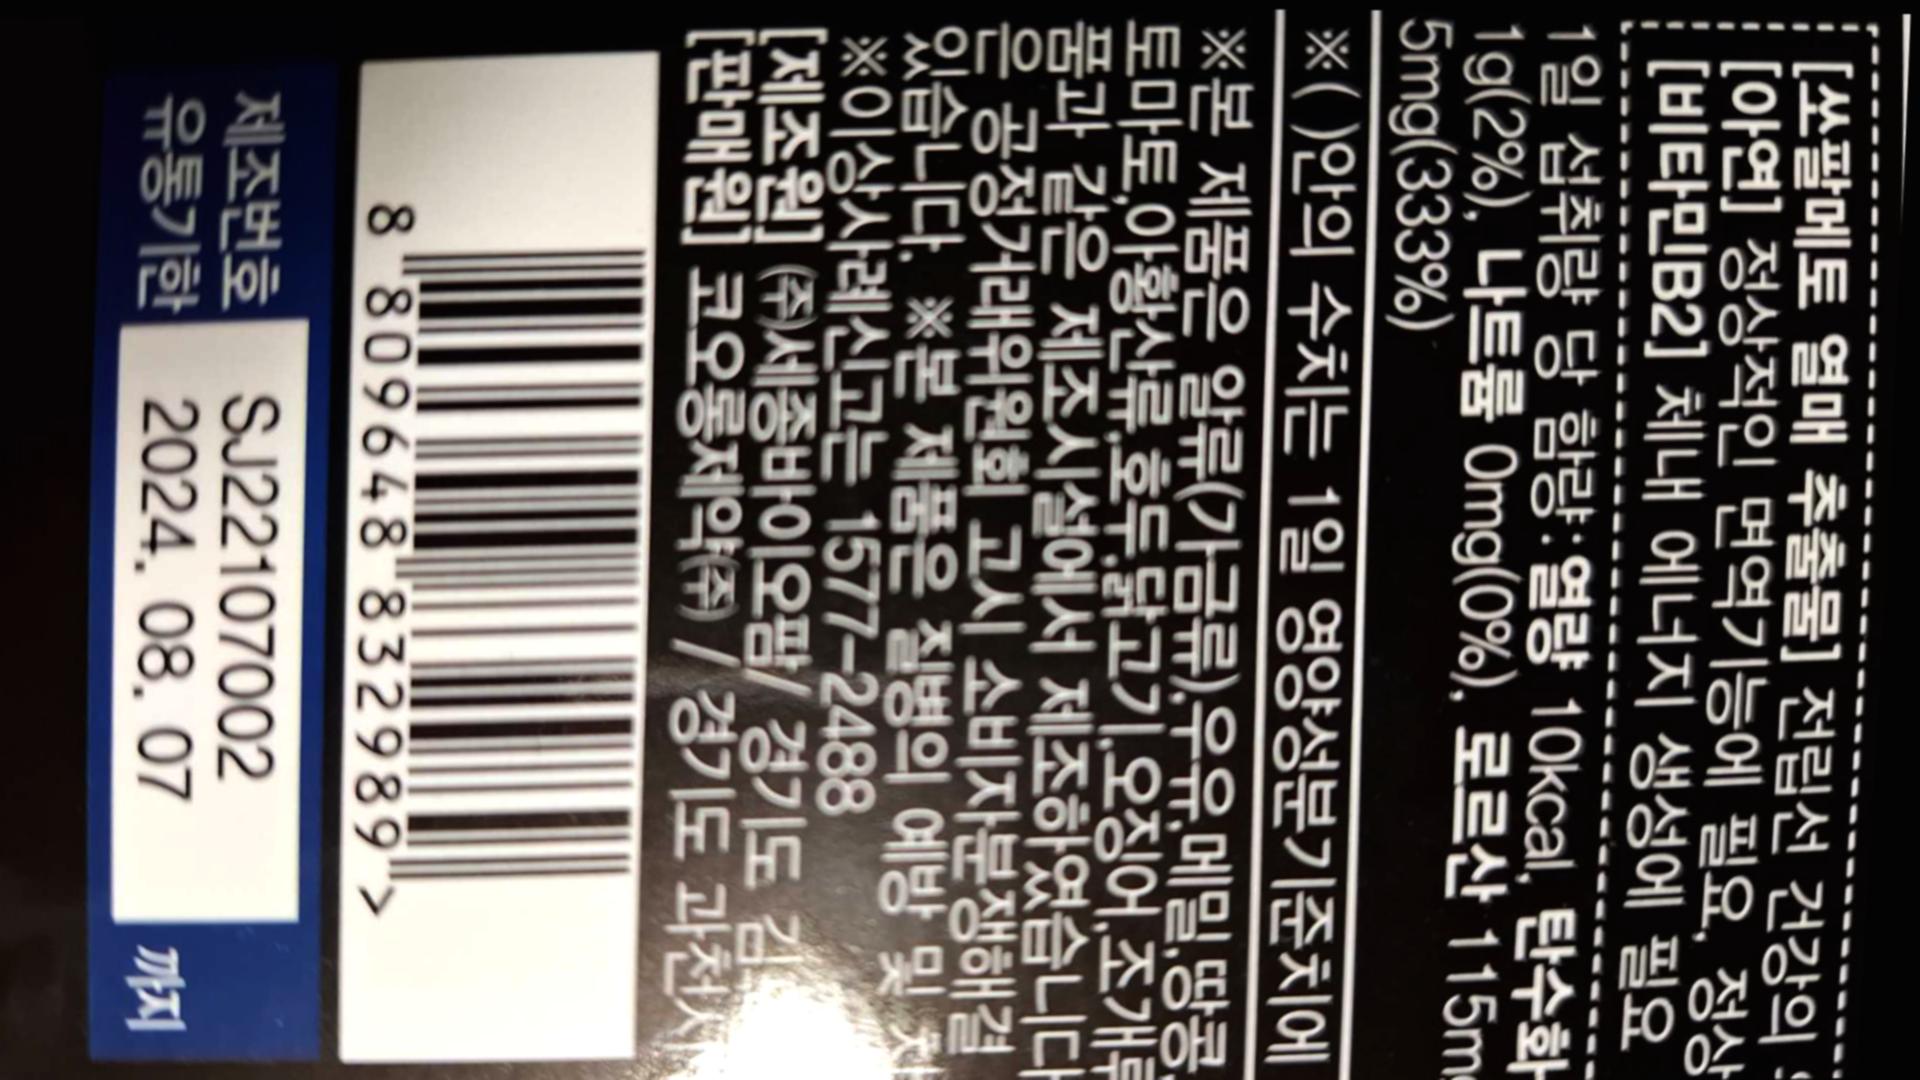 [쏘팔메토 열매 추출물] 전립선 건강의
[아연] 정상적인 면역기능에 필요, 정상
[비타민B2] 체내 에너지 생성에 필요
1일 섭취량 당 함량: 열량 10kcal, 탄수화
1g(2%), 나트륨 0mg(0%), 로르산 115m
5mg(333%)
※( )안의 수치는 1일 영양성분기준치에
※본 제품은 알류(가금류),우유,메밀,땅콩,
토마토,아황산류,호두,닭고기,오징어,조개류
품과 같은 제조시설에서 제조하였습니다
은 공정거래위원회 고시 소비자분쟁해결
있습니다. ※본 제품은 질병의 예방 및
※이상사례신고는 1577-2488
[제조원] ㈜세종바이오팜/ 경기도 김
[판매원] 코오롱제약㈜ / 경기도 과천시
8 809648 832989 >
제조번호 SJ22107002
유통기한 2024. 08. 07 까지